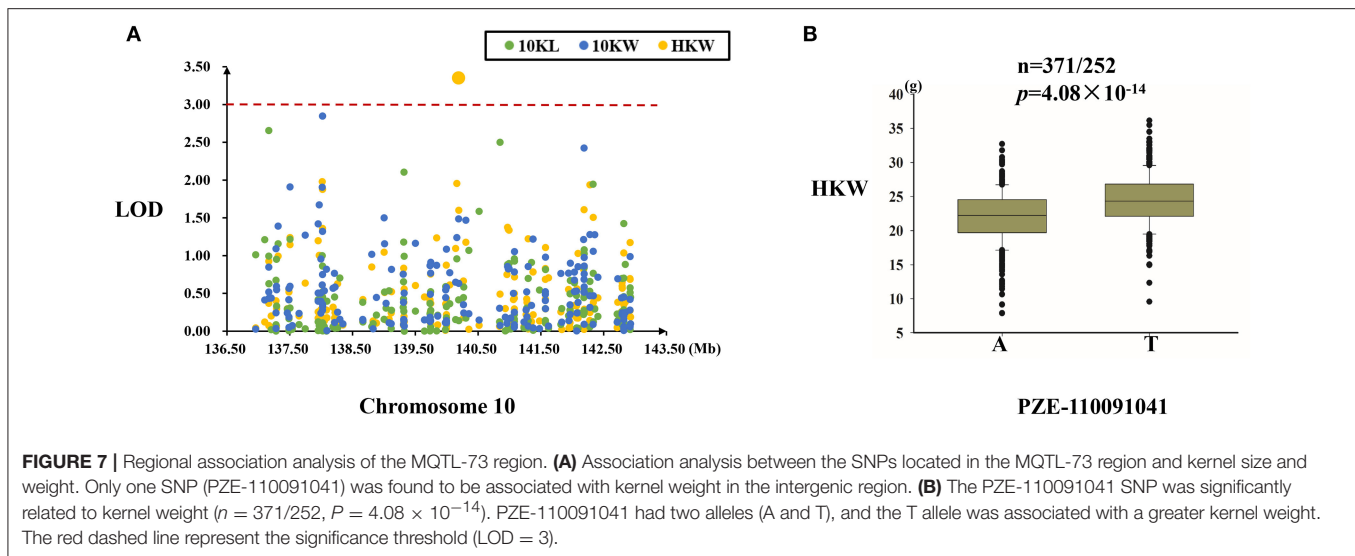 A
10KL 10KW HKW
3.50
3.00
2.50
2.00
1.50
1.00
0.50
0.00
LOD
136.50 137.50 138.50 139.50 140.50 141.50 142.50 143.50 (Mb)
Chromosome 10
B
n=371/252
p=4.08×10-14
(g)
40
35
30
25
20
15
10
5
HKW
A T
PZE-110091041
FIGURE 7 | Regional association analysis of the MQTL-73 region. (A) Association analysis between the SNPs located in the MQTL-73 region and kernel size and
weight. Only one SNP (PZE-110091041) was found to be associated with kernel weight in the intergenic region. (B) The PZE-110091041 SNP was significantly
related to kernel weight (n = 371/252, P = 4.08 × 10−14). PZE-110091041 had two alleles (A and T), and the T allele was associated with a greater kernel weight.
The red dashed line represent the significance threshold (LOD = 3).